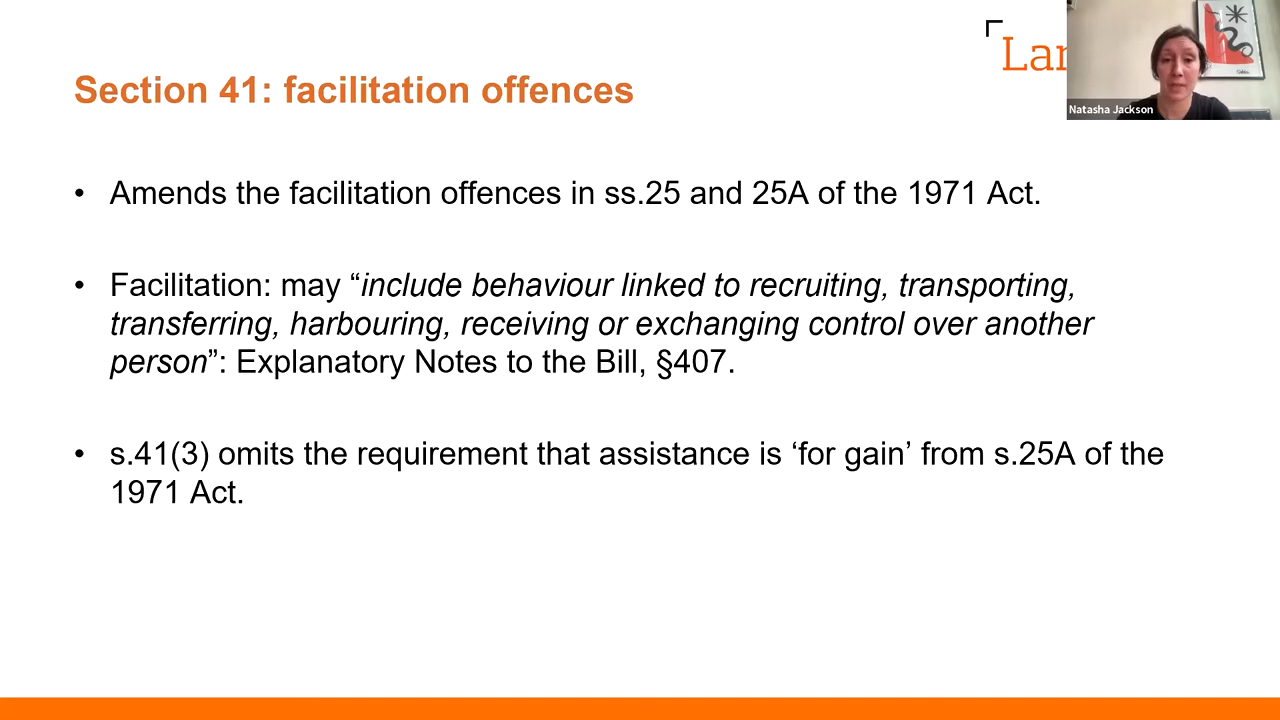 Section 41: facilitation offences
Lar
Natasha Jackson
• Amends the facilitation offences in ss.25 and 25A of the 1971 Act.
• Facilitation: may “include behaviour linked to recruiting, transporting,
transferring, harbouring, receiving or exchanging control over another
person”: Explanatory Notes to the Bill, §407.
• s.41(3) omits the requirement that assistance is ‘for gain’ from s.25A of the
1971 Act.